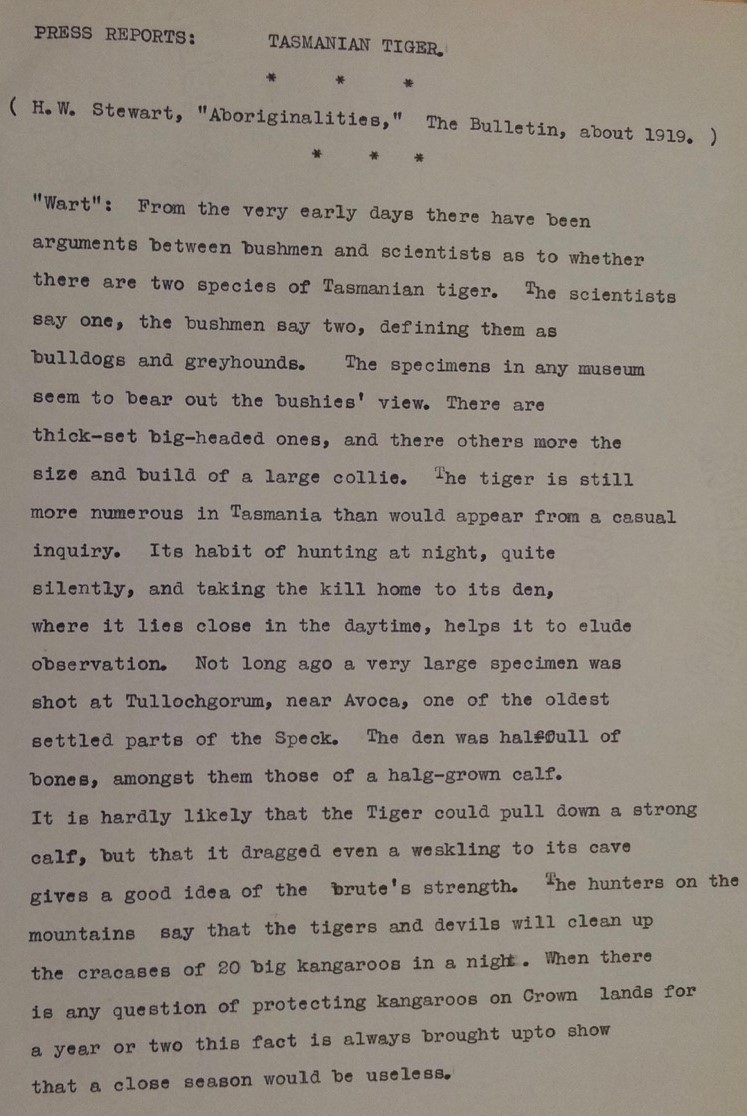 PRESS REPORTS: TASMANIAN TIGER.
* * *
( H.W. Stewart, "Aboriginalities," The Bulletin, about 1919. )
* * *
"Wart": From the very early days there have been
arguments between bushmen and scientists as to whether
there are two species of Tasmanian tiger. The scientists
say one, the bushmen say two, defining them as
bulldogs and greyhounds. The specimens in any museum
seem to bear out the bushies' view. There are
thick-set big-headed ones, and there others more the
size and build of a large collie. The tiger is still
more numerous in Tasmania than would appear from a casual
inquiry. Its habit of hunting at night, quite
silently, and taking the kill home to its den,
where it lies close in the daytime, helps it to elude
observation. Not long ago a very large specimen was
shot at Tullochgorum, near Avoca, one of the oldest
settled parts of the Speck. The den was half full of
bones, amongst them those of a halg-grown calf.
It is hardly likely that the Tiger could pull down a strong
calf, but that it dragged even a weskling to its cave
gives a good idea of the brute's strength. The hunters on the
mountains say that the tigers and devils will clean up
the cracases of 20 big kangaroos in a night. When there
is any question of protecting kangaroos on Crown lands for
a year or two this fact is always brought upto show
that a close season would be useless.